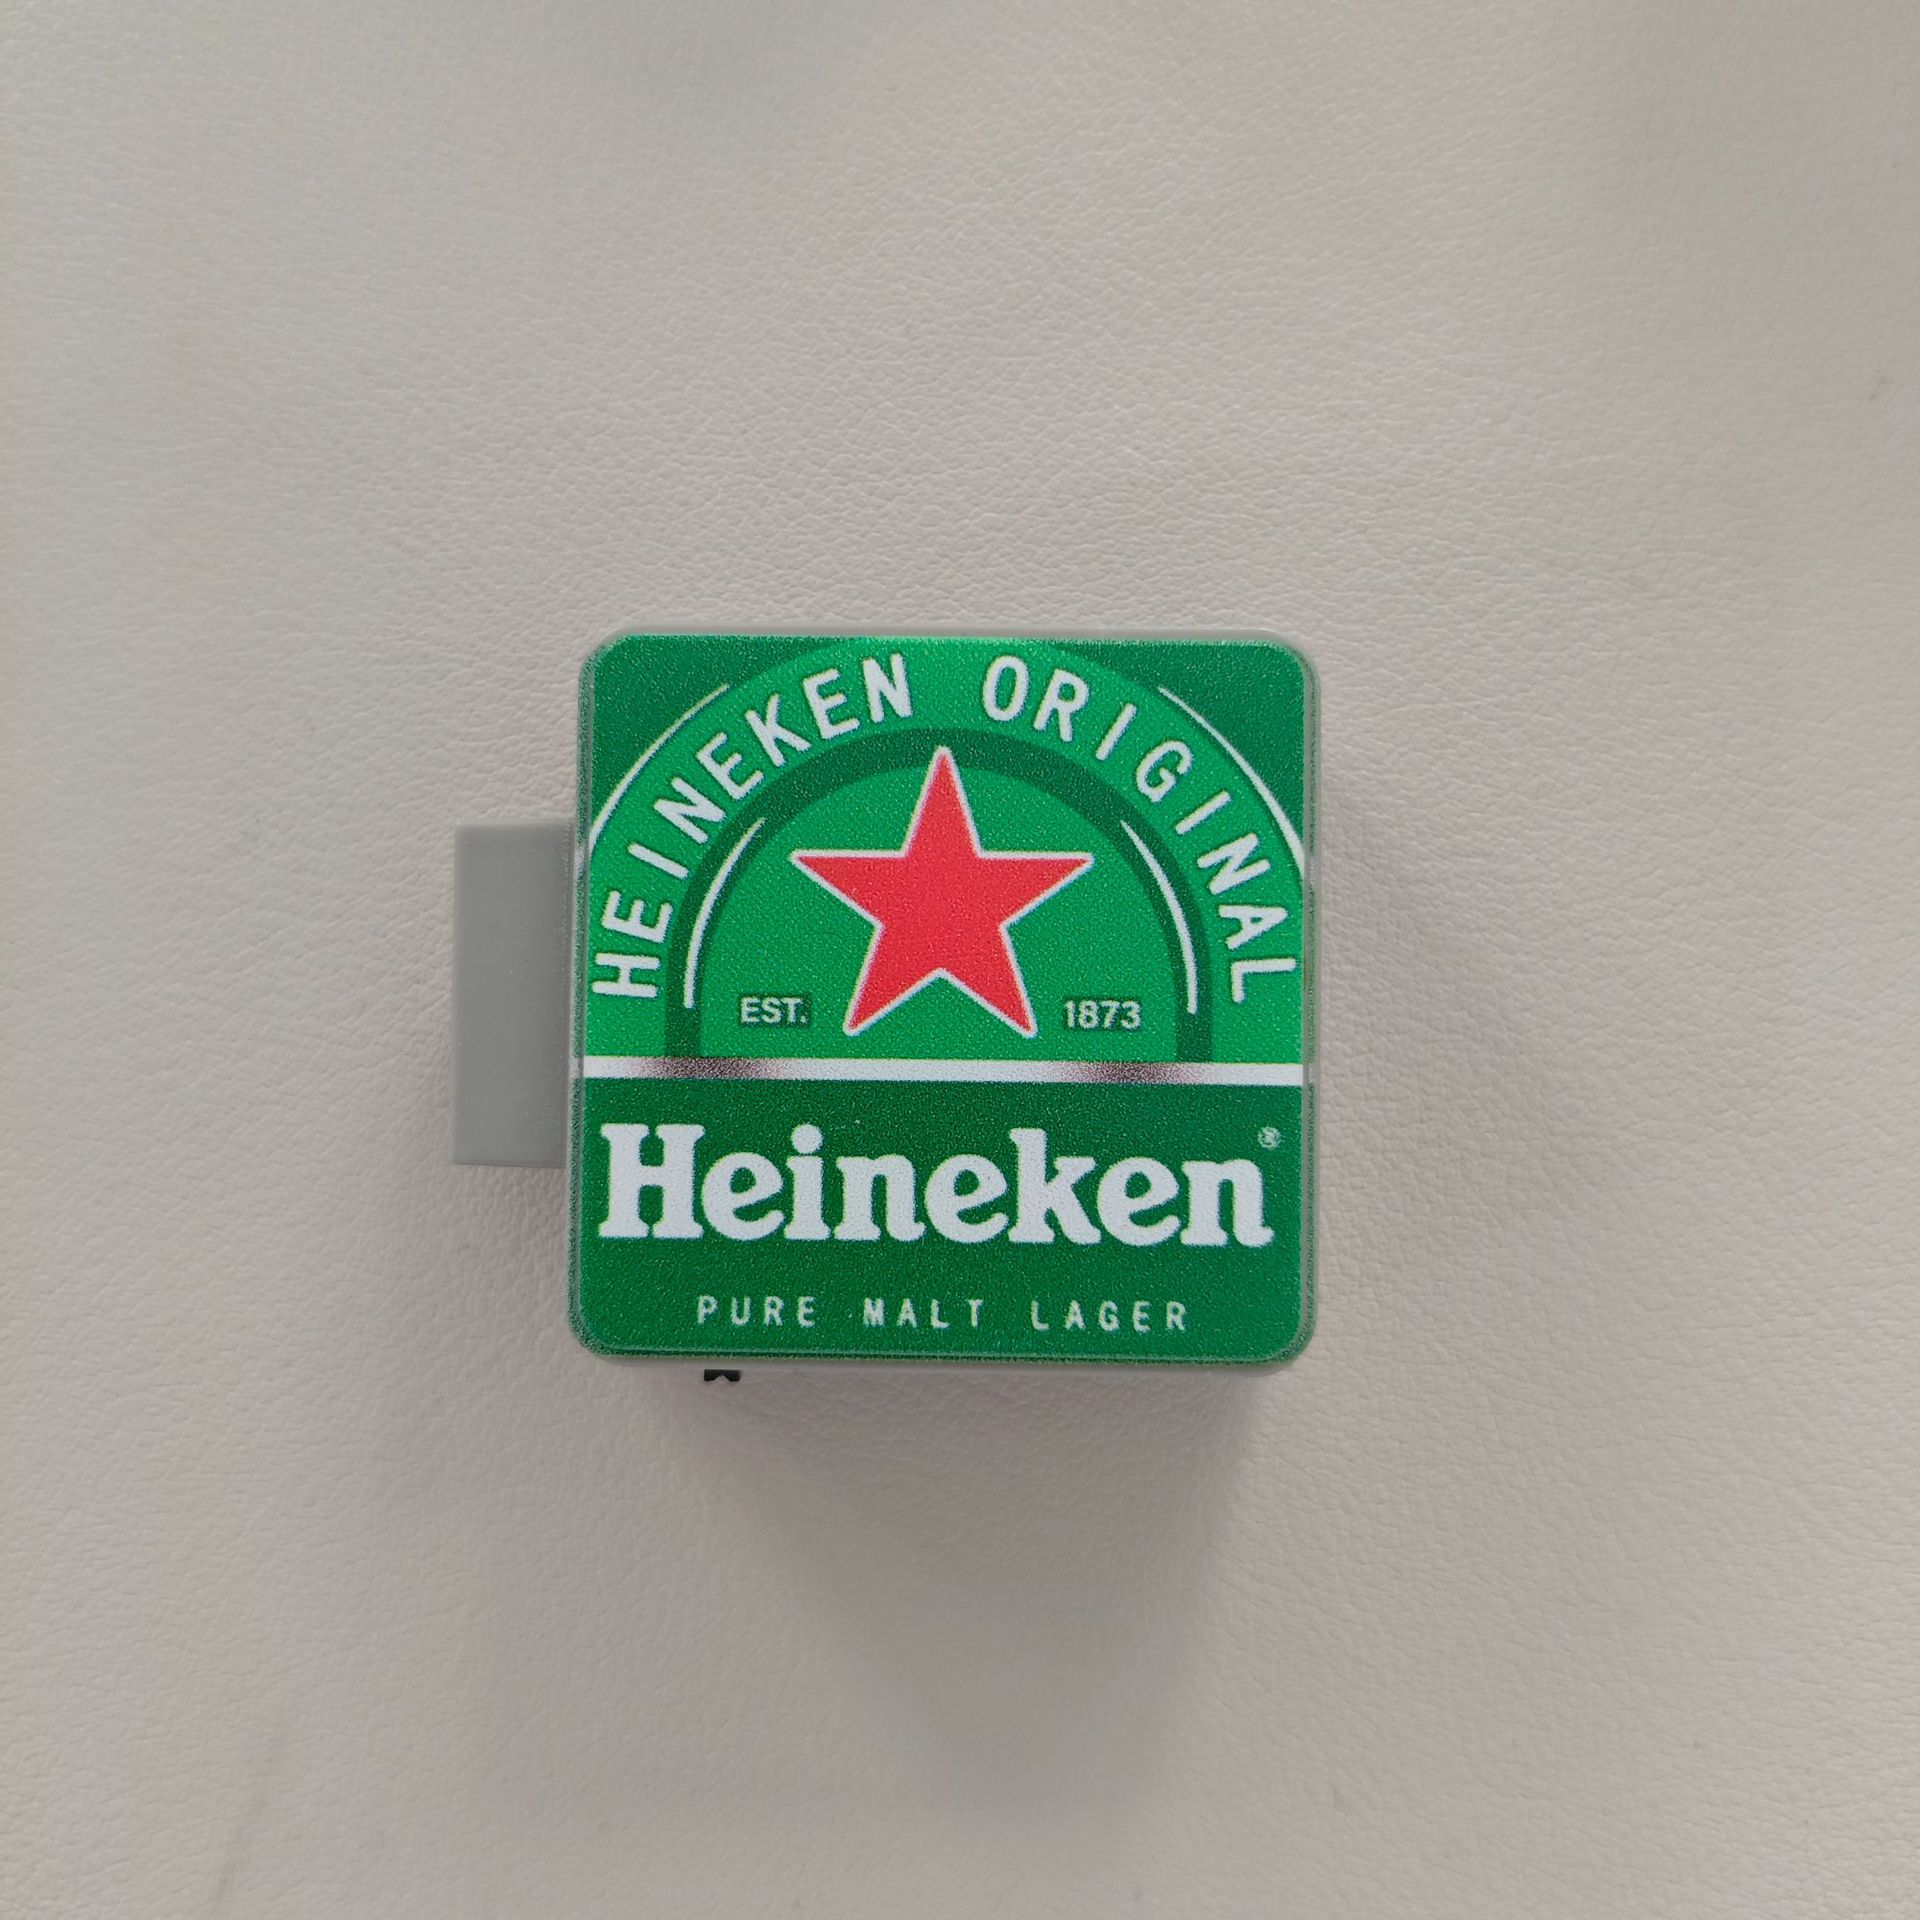 HEINEKEN ORIGINAL
EST. 1873
Heineken®
PURE MALT LAGER